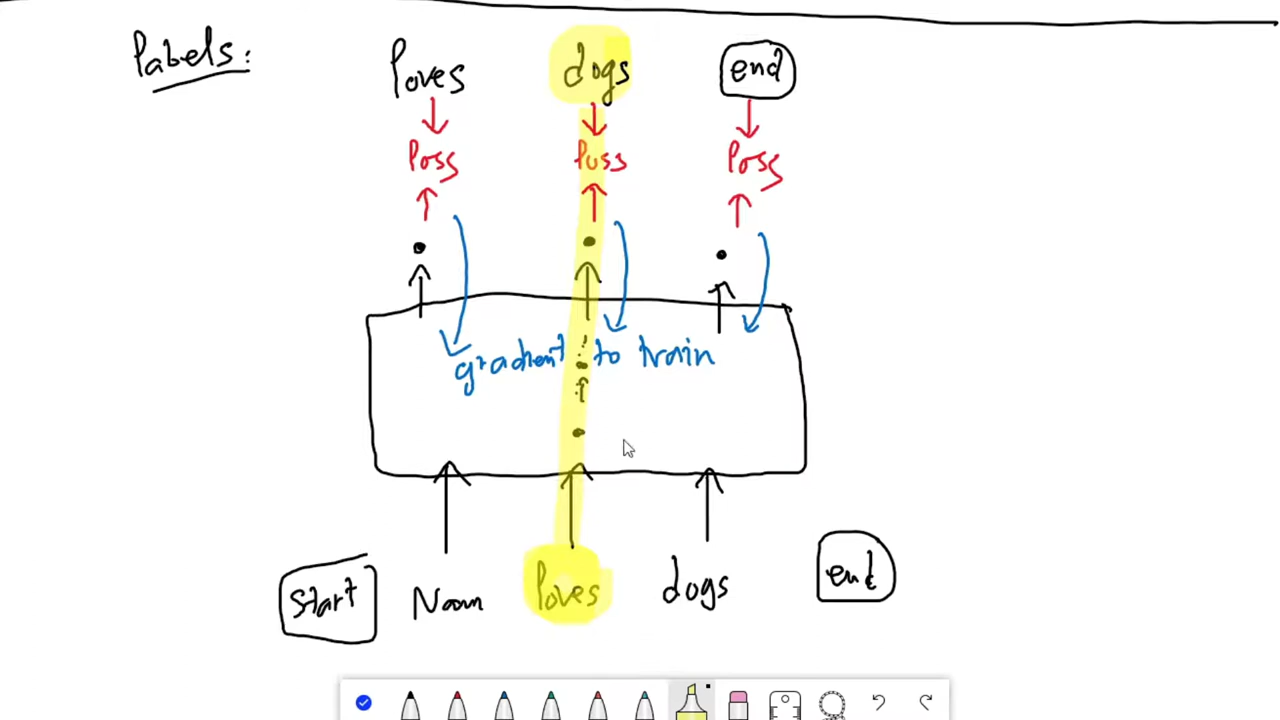 Labels: loves dogs end
loss loss loss
gradient to train
Start Noam loves dogs end